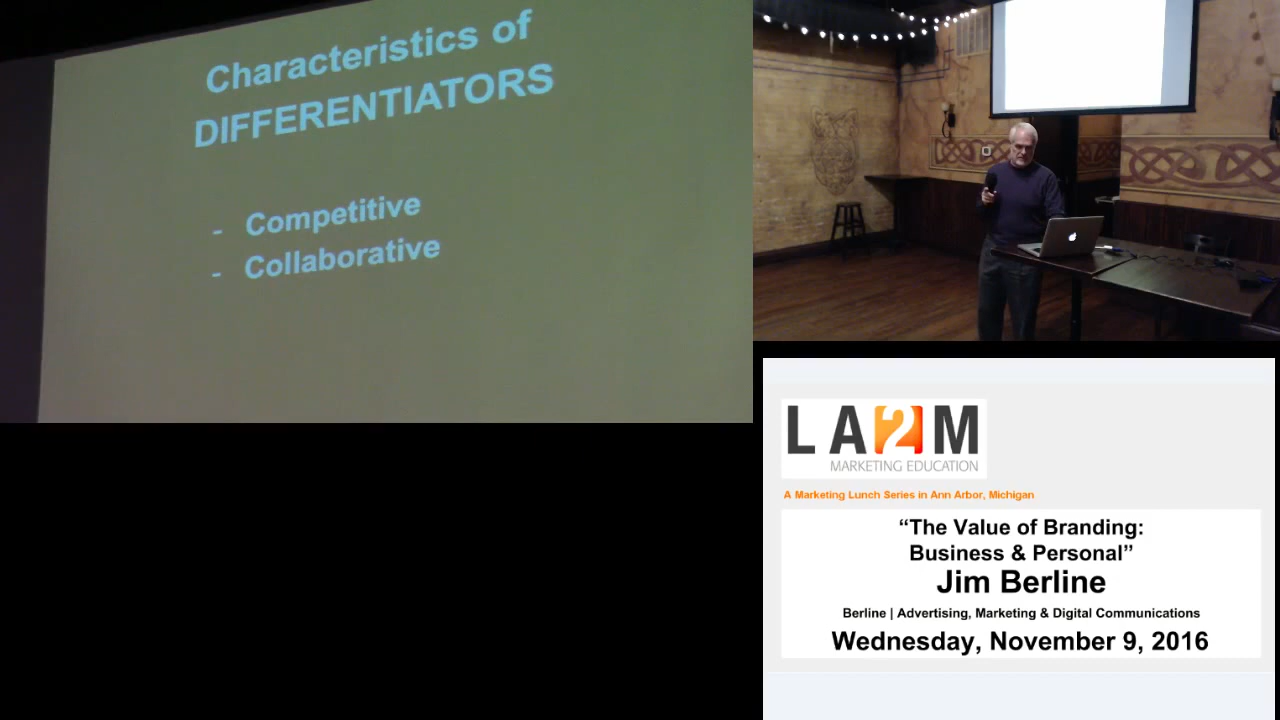 Characteristics of
DIFFERENTIATORS
- Competitive
- Collaborative
LA2M
MARKETING EDUCATION
A Marketing Lunch Series in Ann Arbor, Michigan
“The Value of Branding:
Business & Personal”
Jim Berline
Berline | Advertising, Marketing & Digital Communications
Wednesday, November 9, 2016